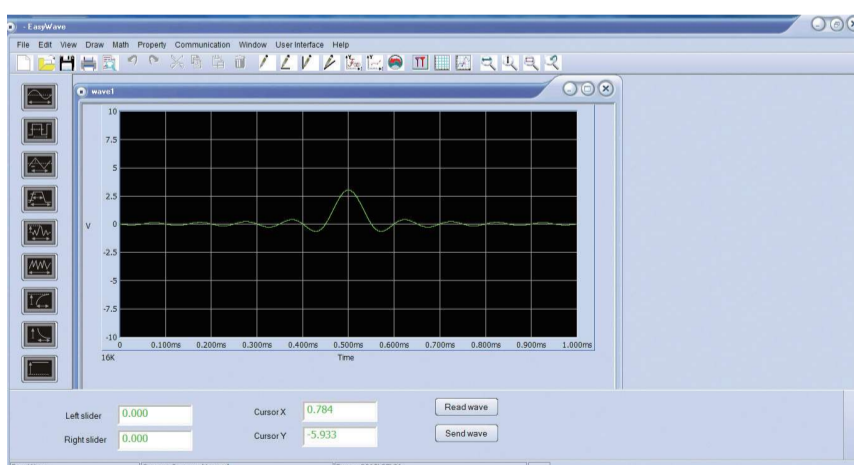 - EasyWave
File Edit View Draw Math Property Communication Window User Interface Help
wave1
10
7.5
5
2.5
V 0
-2.5
-5
-7.5
-10
0 0.100ms 0.200ms 0.300ms 0.400ms 0.500ms 0.600ms 0.700ms 0.800ms 0.900ms 1.000ms
16K Time
Left slider 0.000 Cursor X 0.784 Read wave
Right slider 0.000 Cursor Y -5.933 Send wave